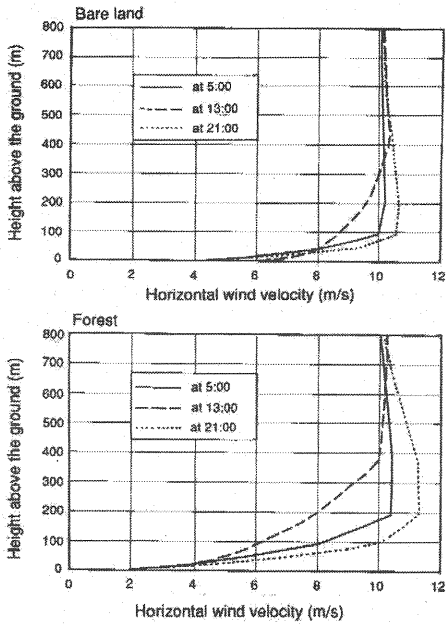 Bare land
Height above the ground (m)
800
700
600
500
400
300
200
100
0
at 5:00
at 13:00
at 21:00
0 2 4 6 8 10 12
Horizontal wind velocity (m/s)
Forest
Height above the ground (m)
800
700
600
500
400
300
200
100
0
at 5:00
at 13:00
at 21:00
0 2 4 6 8 10 12
Horizontal wind velocity (m/s)